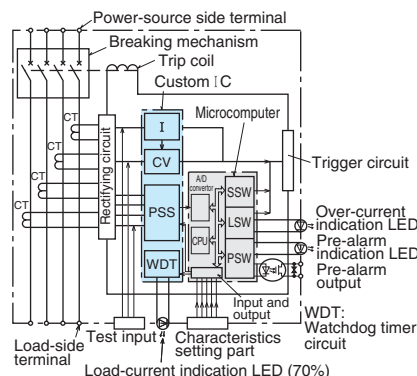 Power-source side terminal
Breaking mechanism
Trip coil
Custom IC
Microcomputer
CT
CT
CT
CT
Rectifying circuit
I
CV
PSS
WDT
A/D
convertor
CPU
SSW
LSW
PSW
Trigger circuit
Over-current
indication LED
Pre-alarm
indication LED
Pre-alarm
output
Input and
output
WDT:
Watchdog timer
circuit
Load-side
terminal
Test input
Characteristics
setting part
Load-current indication LED (70%)